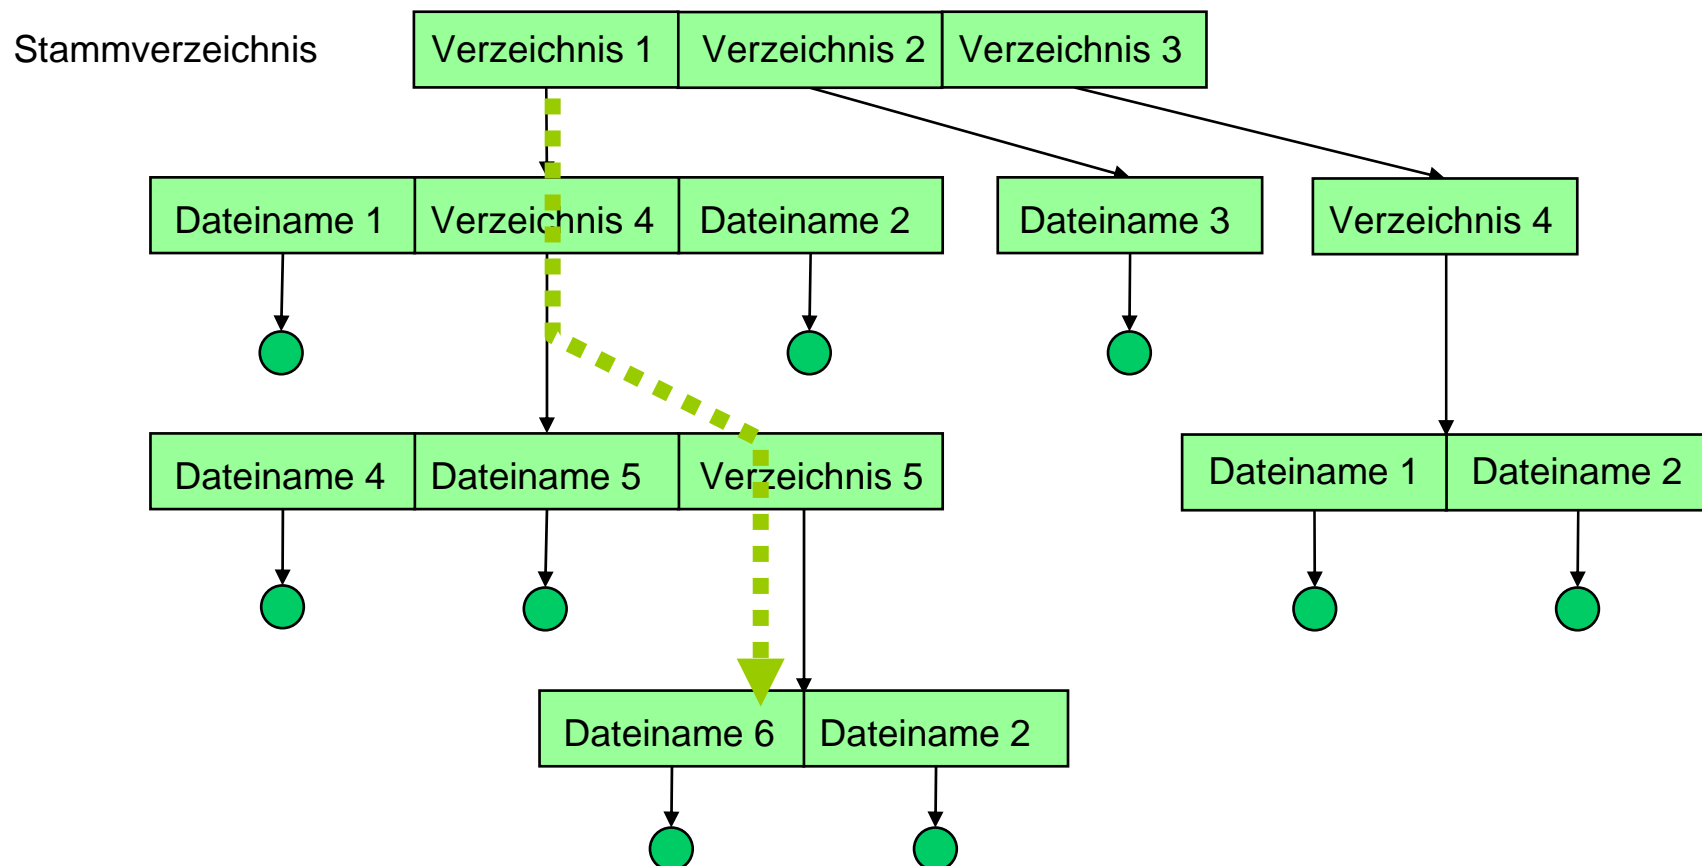 Stammverzeichnis Verzeichnis 1 Verzeichnis 2 Verzeichnis 3
Dateiname 1 Verzeichnis 4 Dateiname 2 Dateiname 3 Verzeichnis 4
Dateiname 4 Dateiname 5 Verzeichnis 5 Dateiname 1 Dateiname 2
Dateiname 6 Dateiname 2